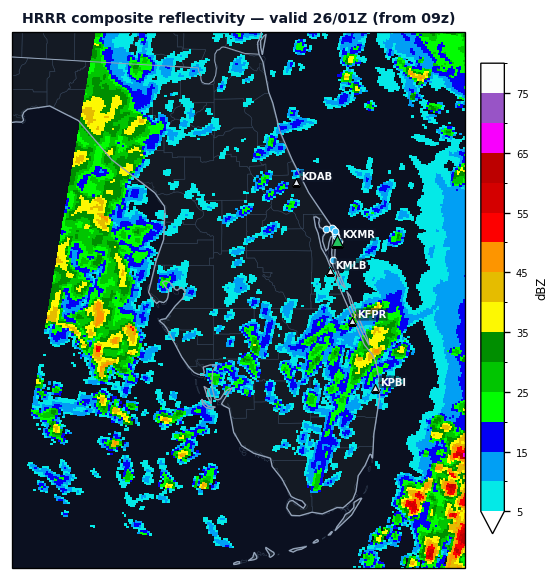 HRRR composite reflectivity — valid 26/01Z (from 09z)
KDAB
KXMR
KMLB
KFPR
KPBI
75
65
55
45
35
25
15
5
dBZ